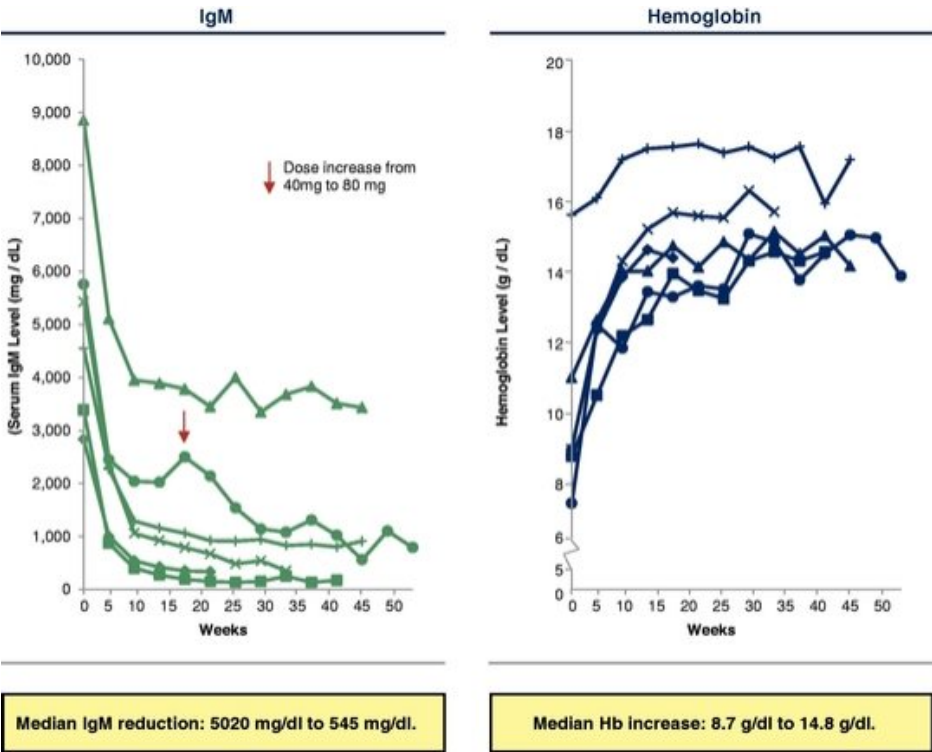 IgM
10,000
9,000
8,000
7,000
6,000
5,000
4,000
3,000
2,000
1,000
0
(Serum IgM Level (mg / dL)
Dose increase from
40mg to 80 mg
0 5 10 15 20 25 30 35 40 45 50
Weeks
Median IgM reduction: 5020 mg/dl to 545 mg/dl.
Hemoglobin
20
18
16
14
12
10
8
6
5
0
Hemoglobin Level (g / dL)
0 5 10 15 20 25 30 35 40 45 50
Weeks
Median Hb increase: 8.7 g/dl to 14.8 g/dl.